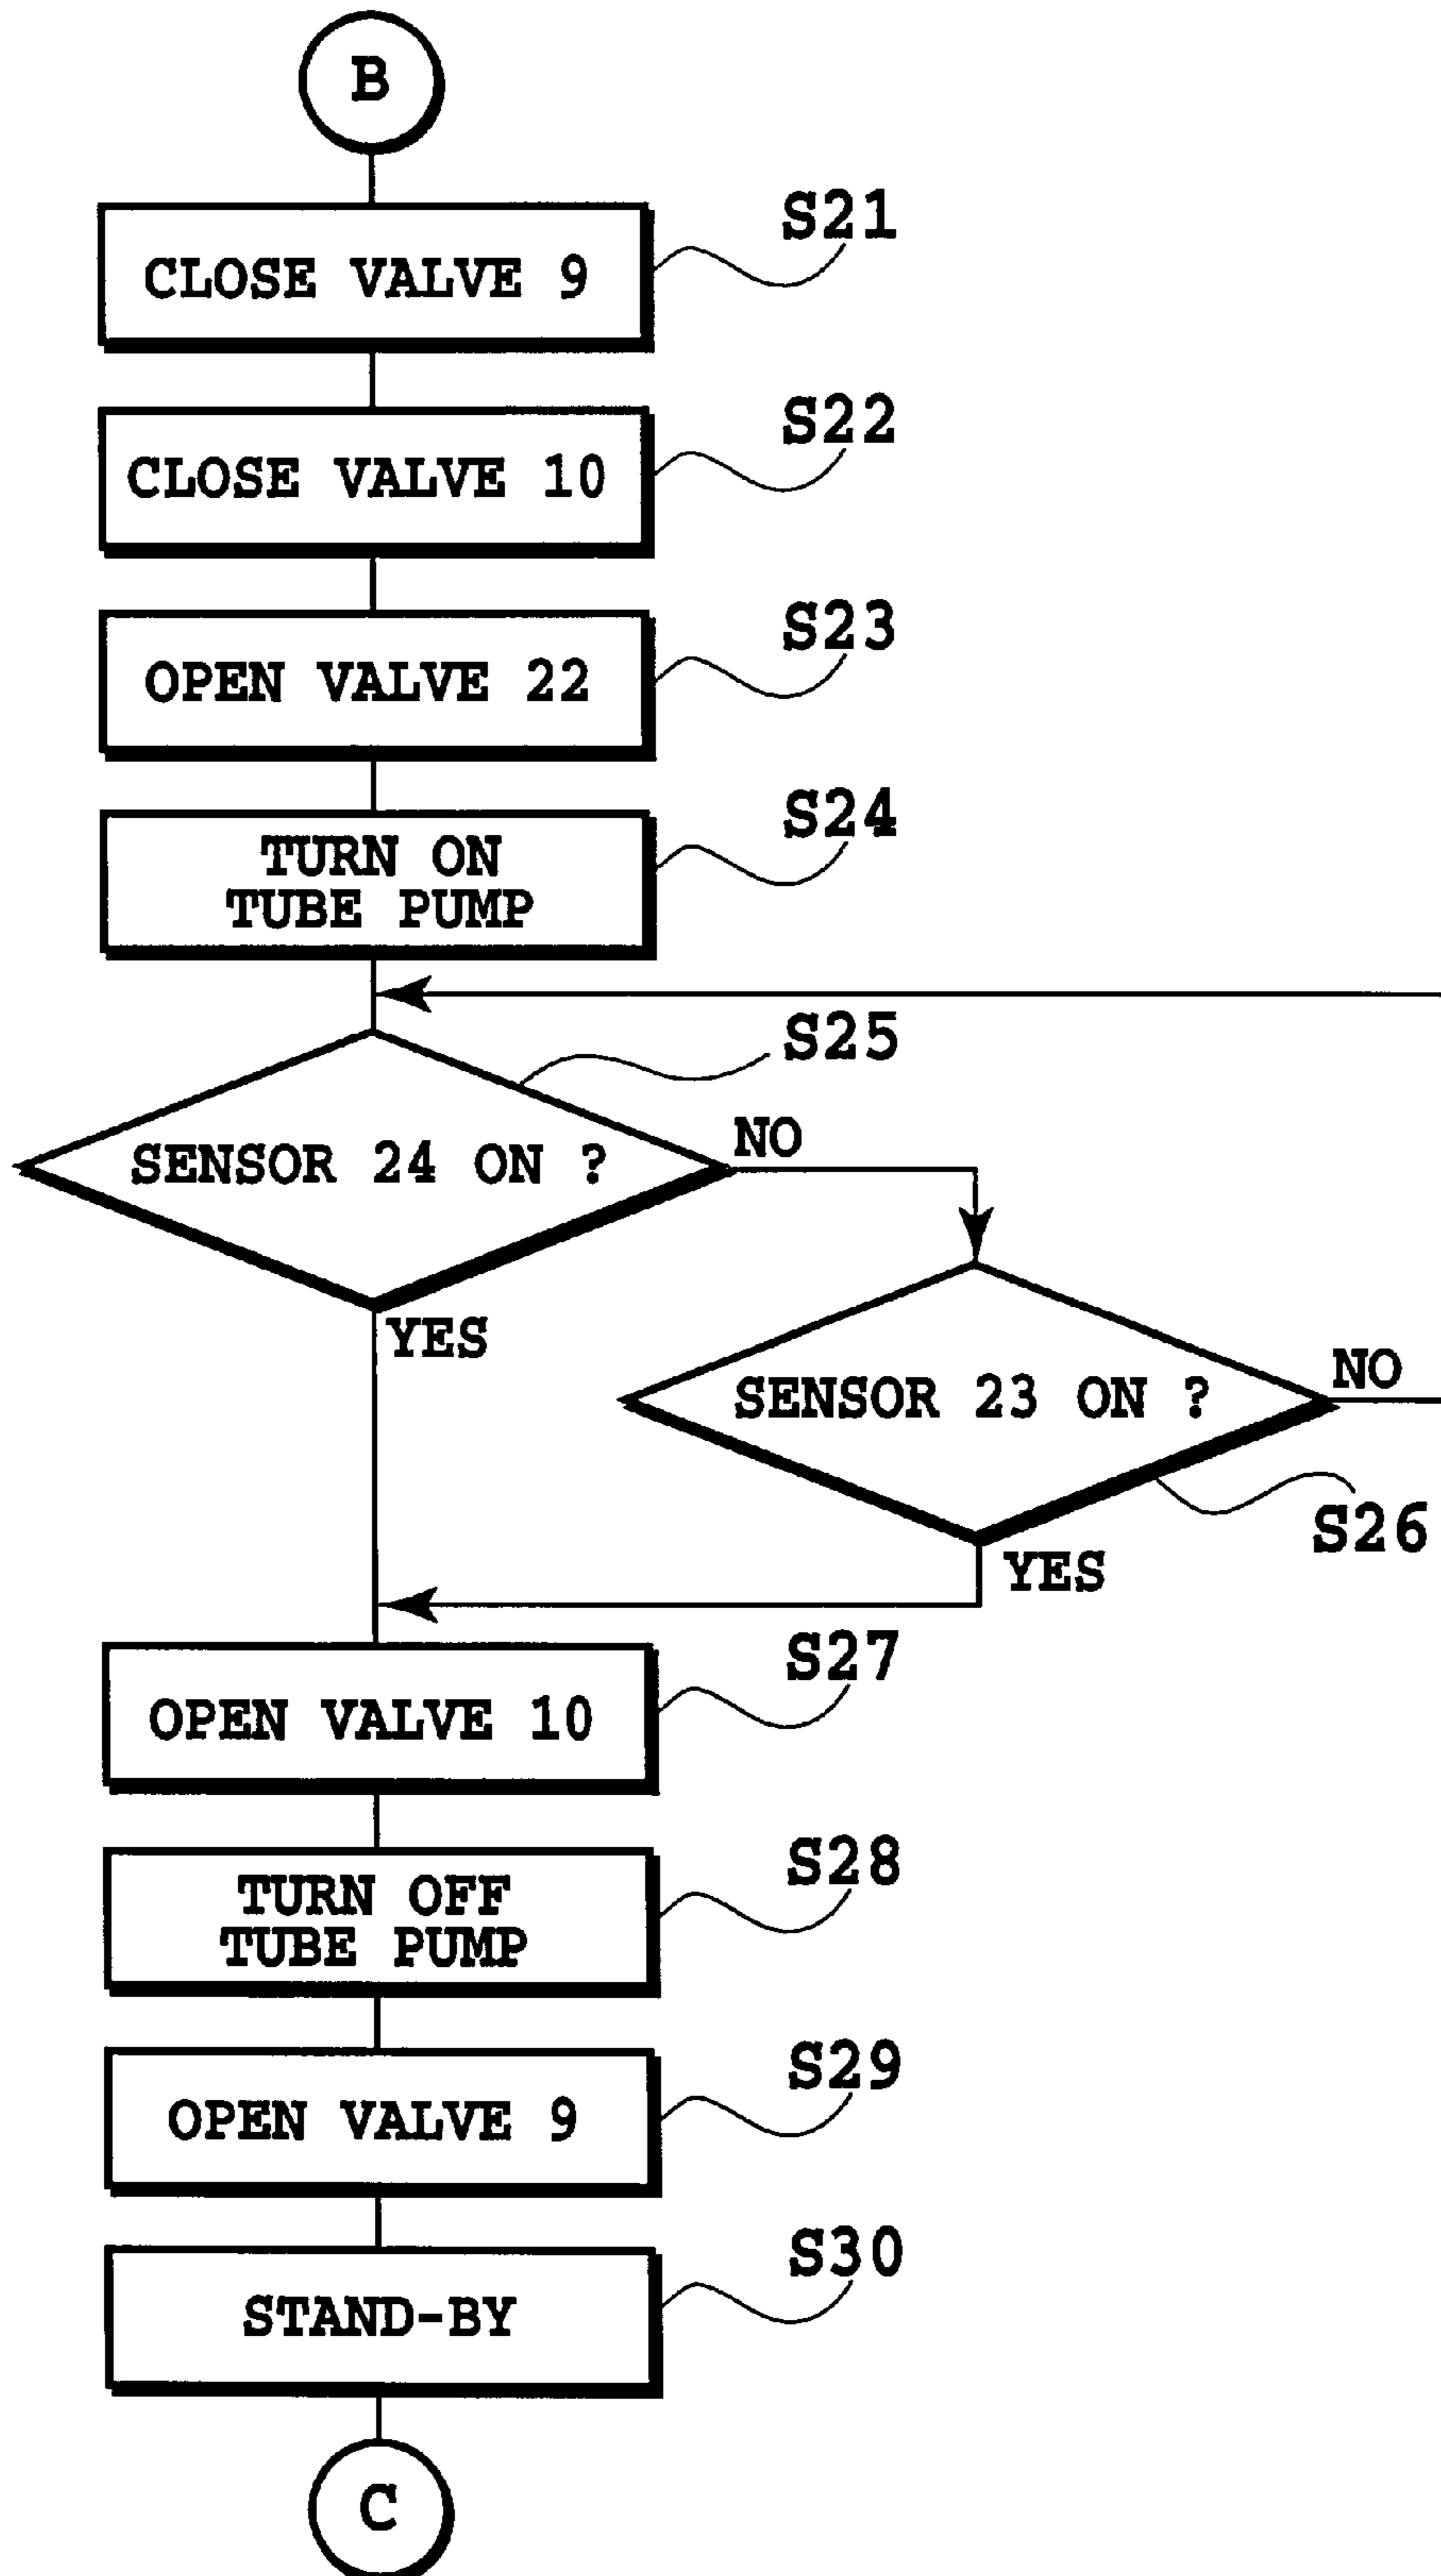 B
CLOSE VALVE 9
S21
CLOSE VALVE 10
S22
OPEN VALVE 22
S23
TURN ON
TUBE PUMP
S24
SENSOR 24 ON ?
S25
NO
YES
SENSOR 23 ON ?
NO
S26
YES
OPEN VALVE 10
S27
TURN OFF
TUBE PUMP
S28
OPEN VALVE 9
S29
STAND-BY
S30
C